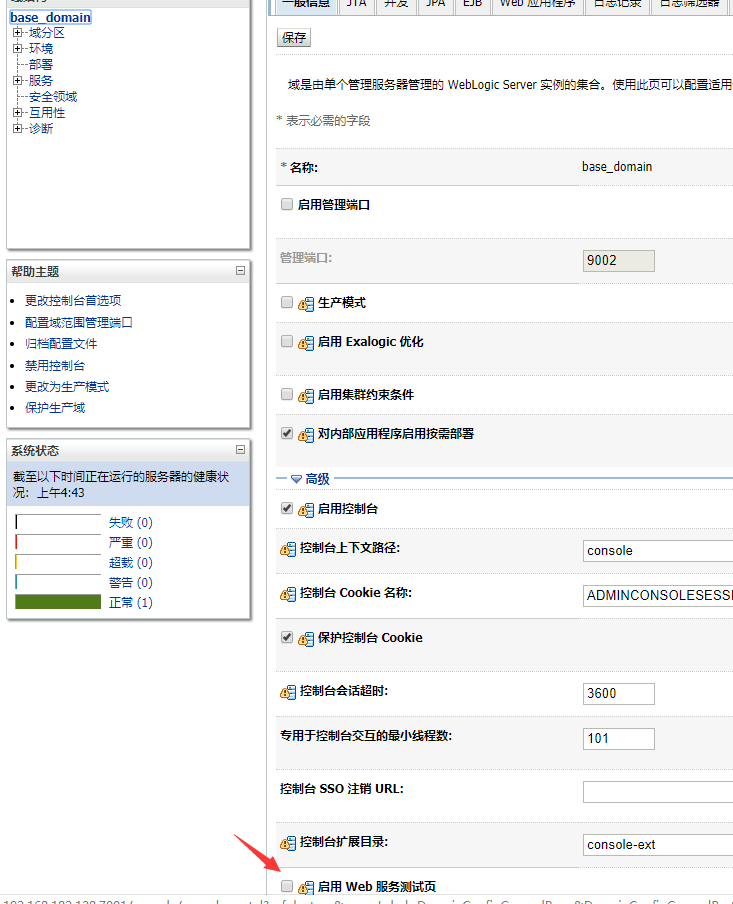 base_domain
域分区
环境
部署
服务
安全领域
互用性
诊断
帮助主题
更改控制台首选项
配置域范围管理端口
归档配置文件
禁用控制台
更改为生产模式
保护生产域
系统状态
截至以下时间正在运行的服务器的健康状
况: 上午4:43
失败 (0)
严重 (0)
超载 (0)
警告 (0)
正常 (1)
一般信息 JTA 并发 JPA EJB Web 应用程序 日志记录 日志筛选器
保存
域是由单个管理服务器管理的 WebLogic Server 实例的集合。使用此页可以配置适用
* 表示必需的字段
* 名称: base_domain
启用管理端口
管理端口: 9002
生产模式
启用 Exalogic 优化
启用集群约束条件
对内部应用程序启用按需部署
高级
启用控制台
控制台上下文路径: console
控制台 Cookie 名称: ADMINCONSOLESESSI
保护控制台 Cookie
控制台会话超时: 3600
专用于控制台交互的最小线程数: 101
控制台 SSO 注销 URL:
控制台扩展目录: console-ext
启用 Web 服务测试页